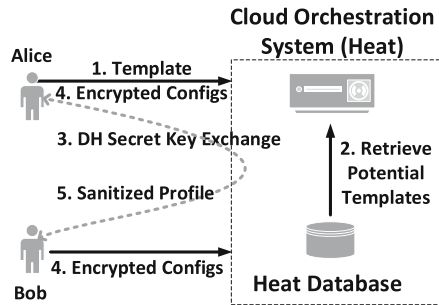 Cloud Orchestration
System (Heat)
Alice
1. Template
4. Encrypted Configs
3. DH Secret Key Exchange
2. Retrieve
Potential
Templates
5. Sanitized Profile
4. Encrypted Configs
Bob
Heat Database